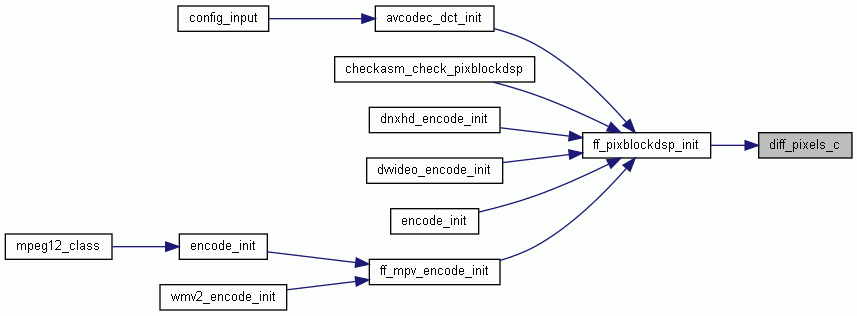 config_input
avcodec_dct_init
checkasm_check_pixblockdsp
dnxhd_encode_init
ff_pixblockdsp_init
diff_pixels_c
dvvideo_encode_init
encode_init
mpeg12_class
encode_init
ff_mpv_encode_init
wmv2_encode_init